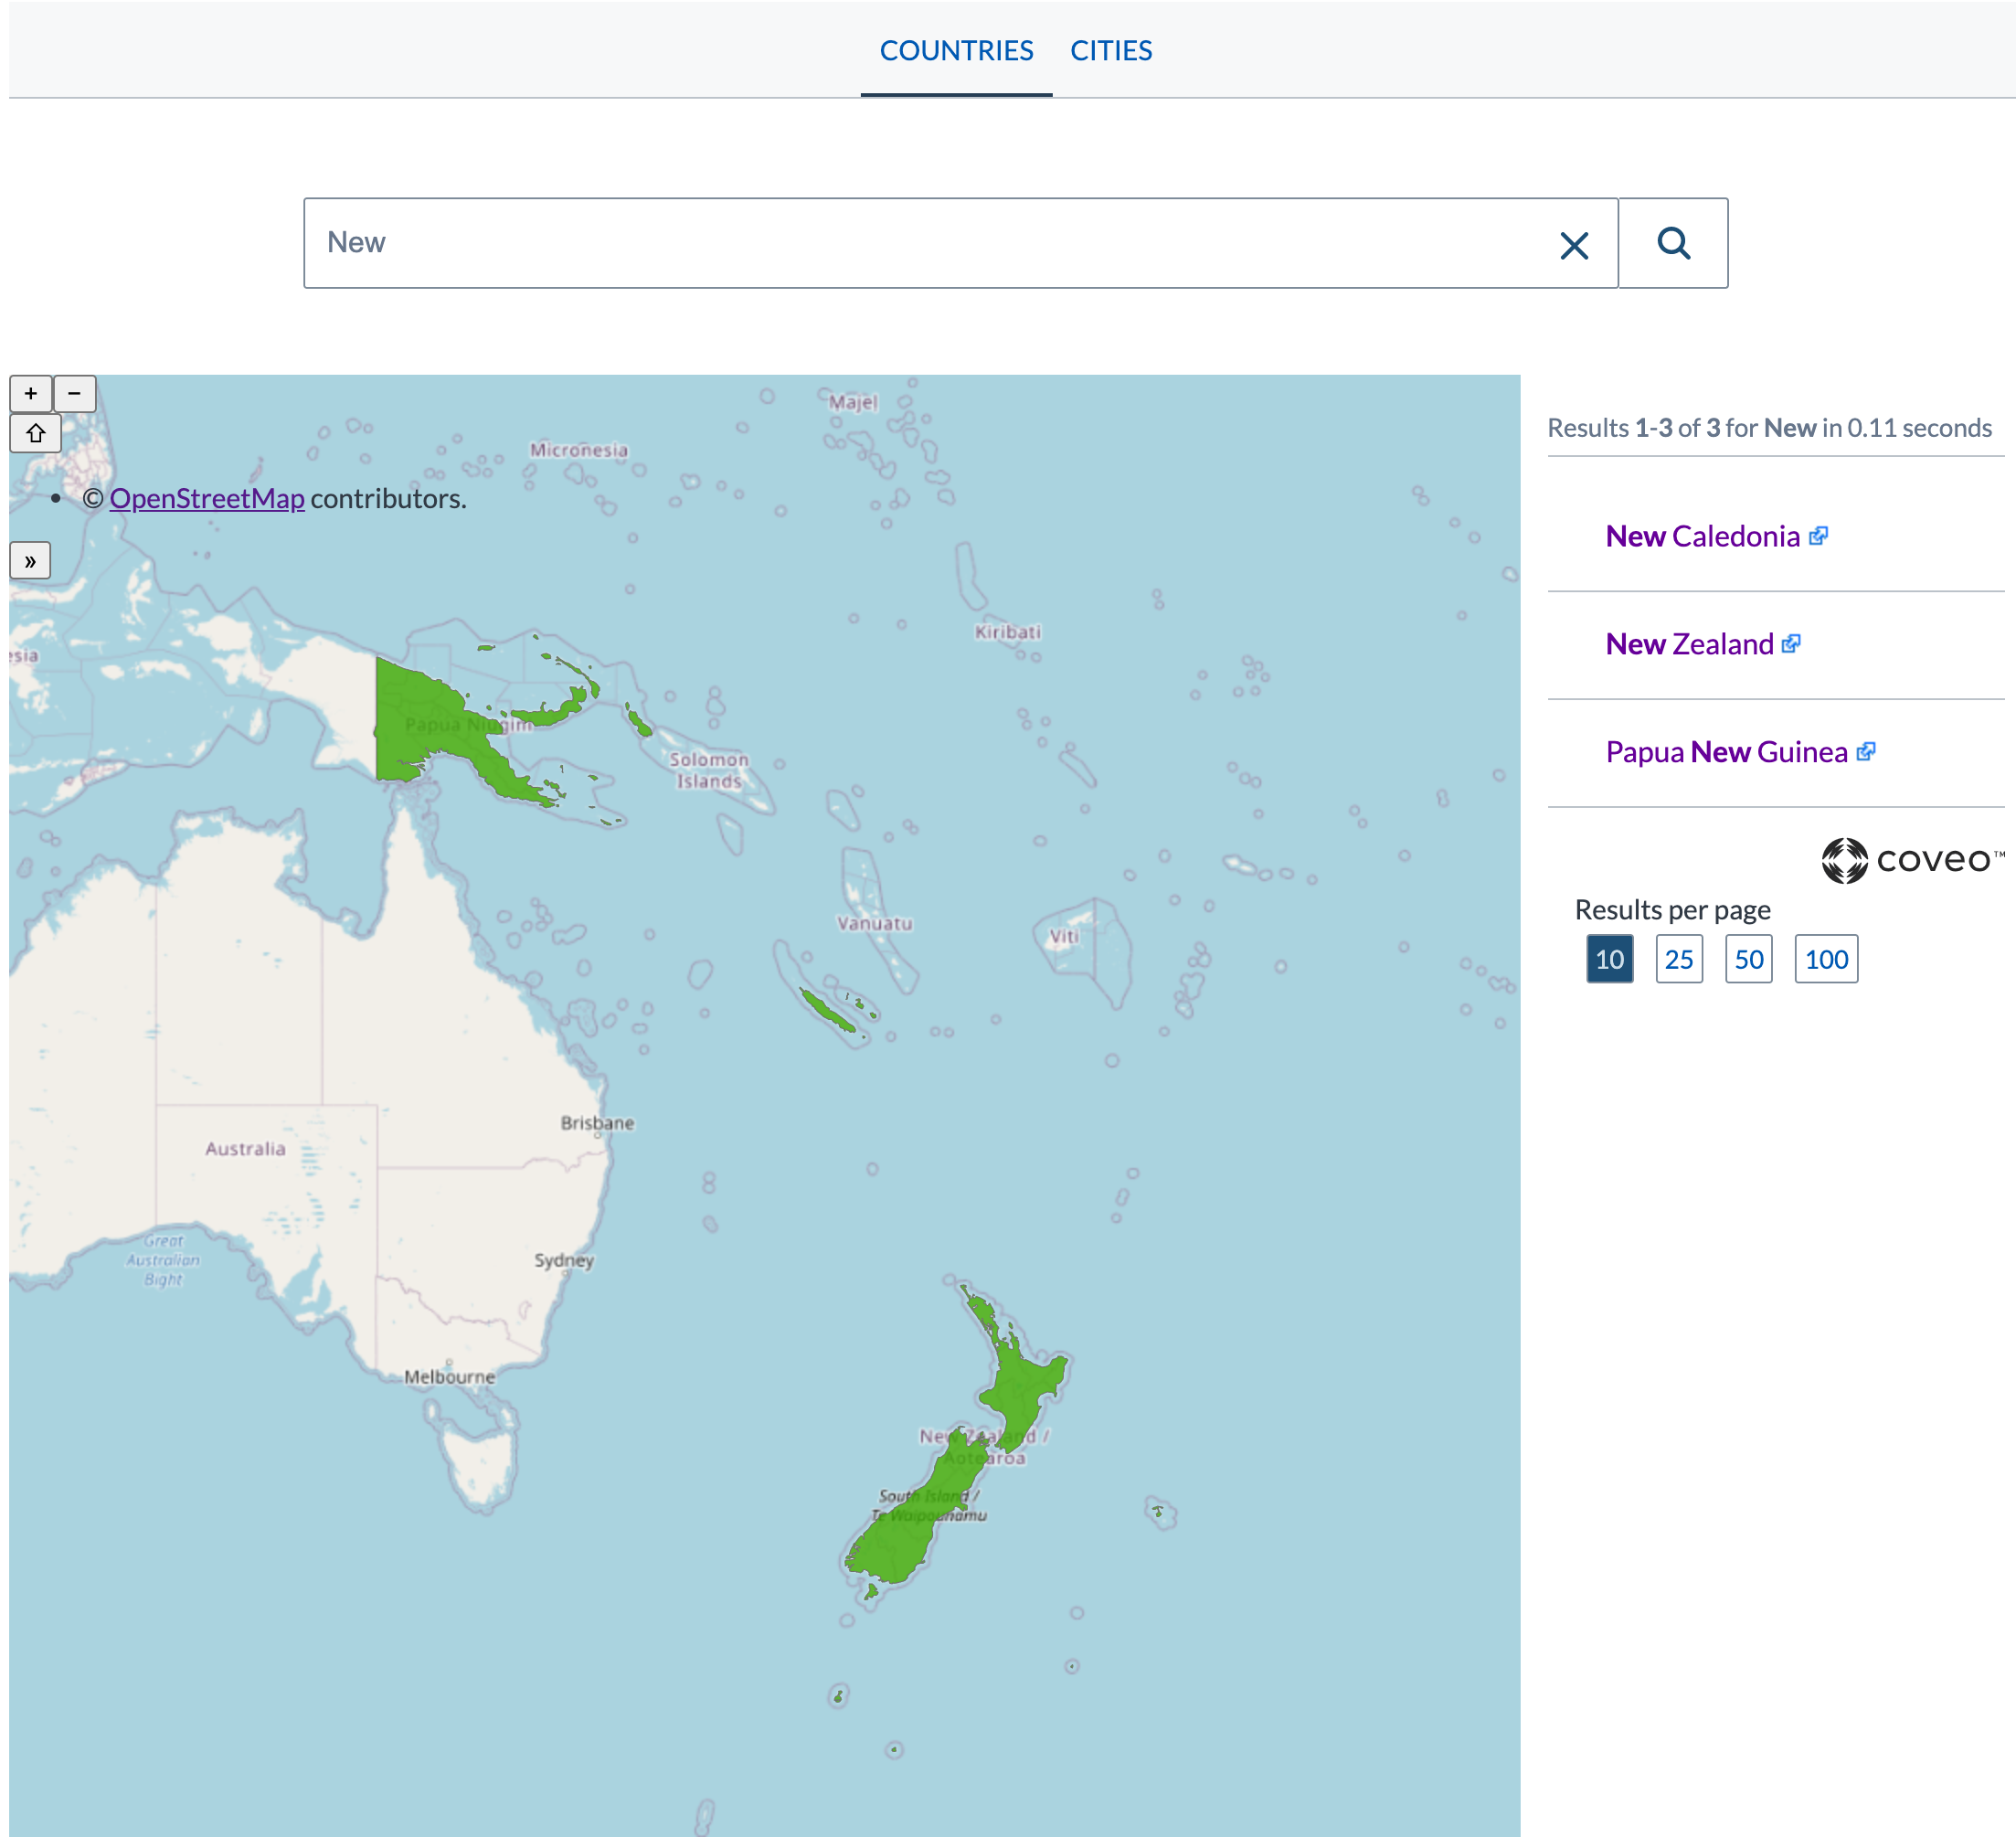 COUNTRIES CITIES
New
+ −
⇧
© OpenStreetMap contributors.
»
Majel
Micronesia
Kiribati
esia
Papua Niugini
Solomon
Islands
Vanuatu
Viti
Brisbane
Australia
Great
Australian
Bight
Sydney
Melbourne
New Zealand /
Aotearoa
South Island /
Te Waipounamu
Results 1-3 of 3 for New in 0.11 seconds
New Caledonia
New Zealand
Papua New Guinea
coveo™
Results per page
10 25 50 100